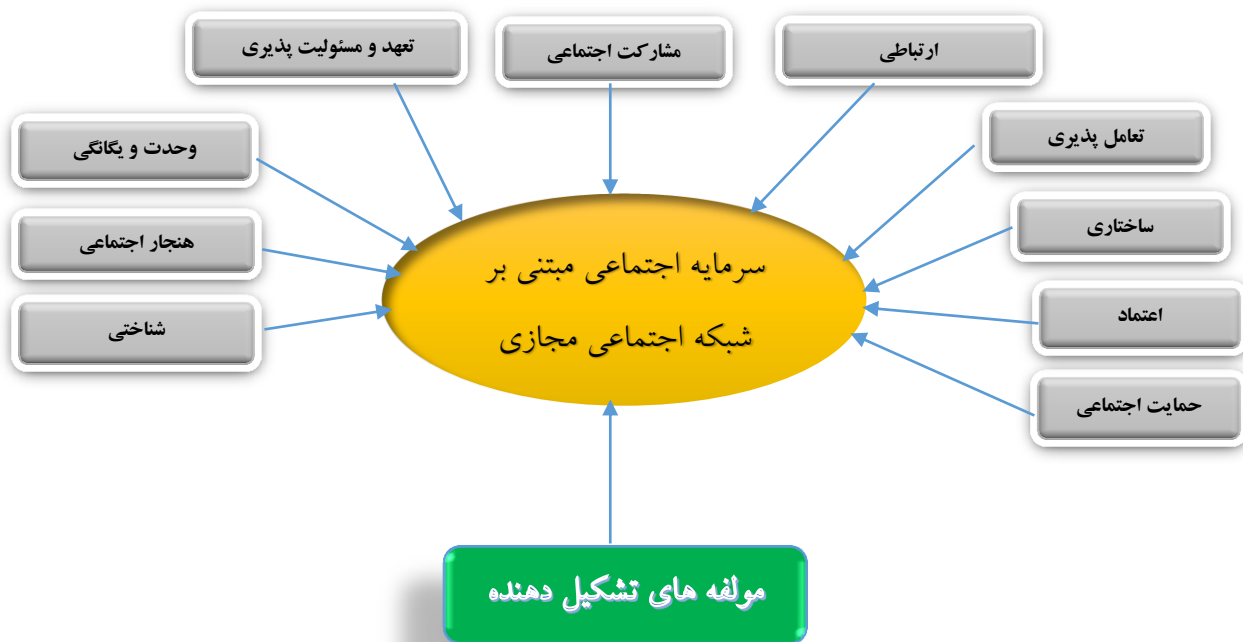 تعهد و مسئولیت پذیری
مشارکت اجتماعی
ارتباطی
تعامل پذیری
وحدت و یگانگی
ساختاری
هنجار اجتماعی
اعتماد
شناختی
حمایت اجتماعی
سرمایه اجتماعی مبتنی بر
شبکه اجتماعی مجازی
مولفه های تشکیل دهنده